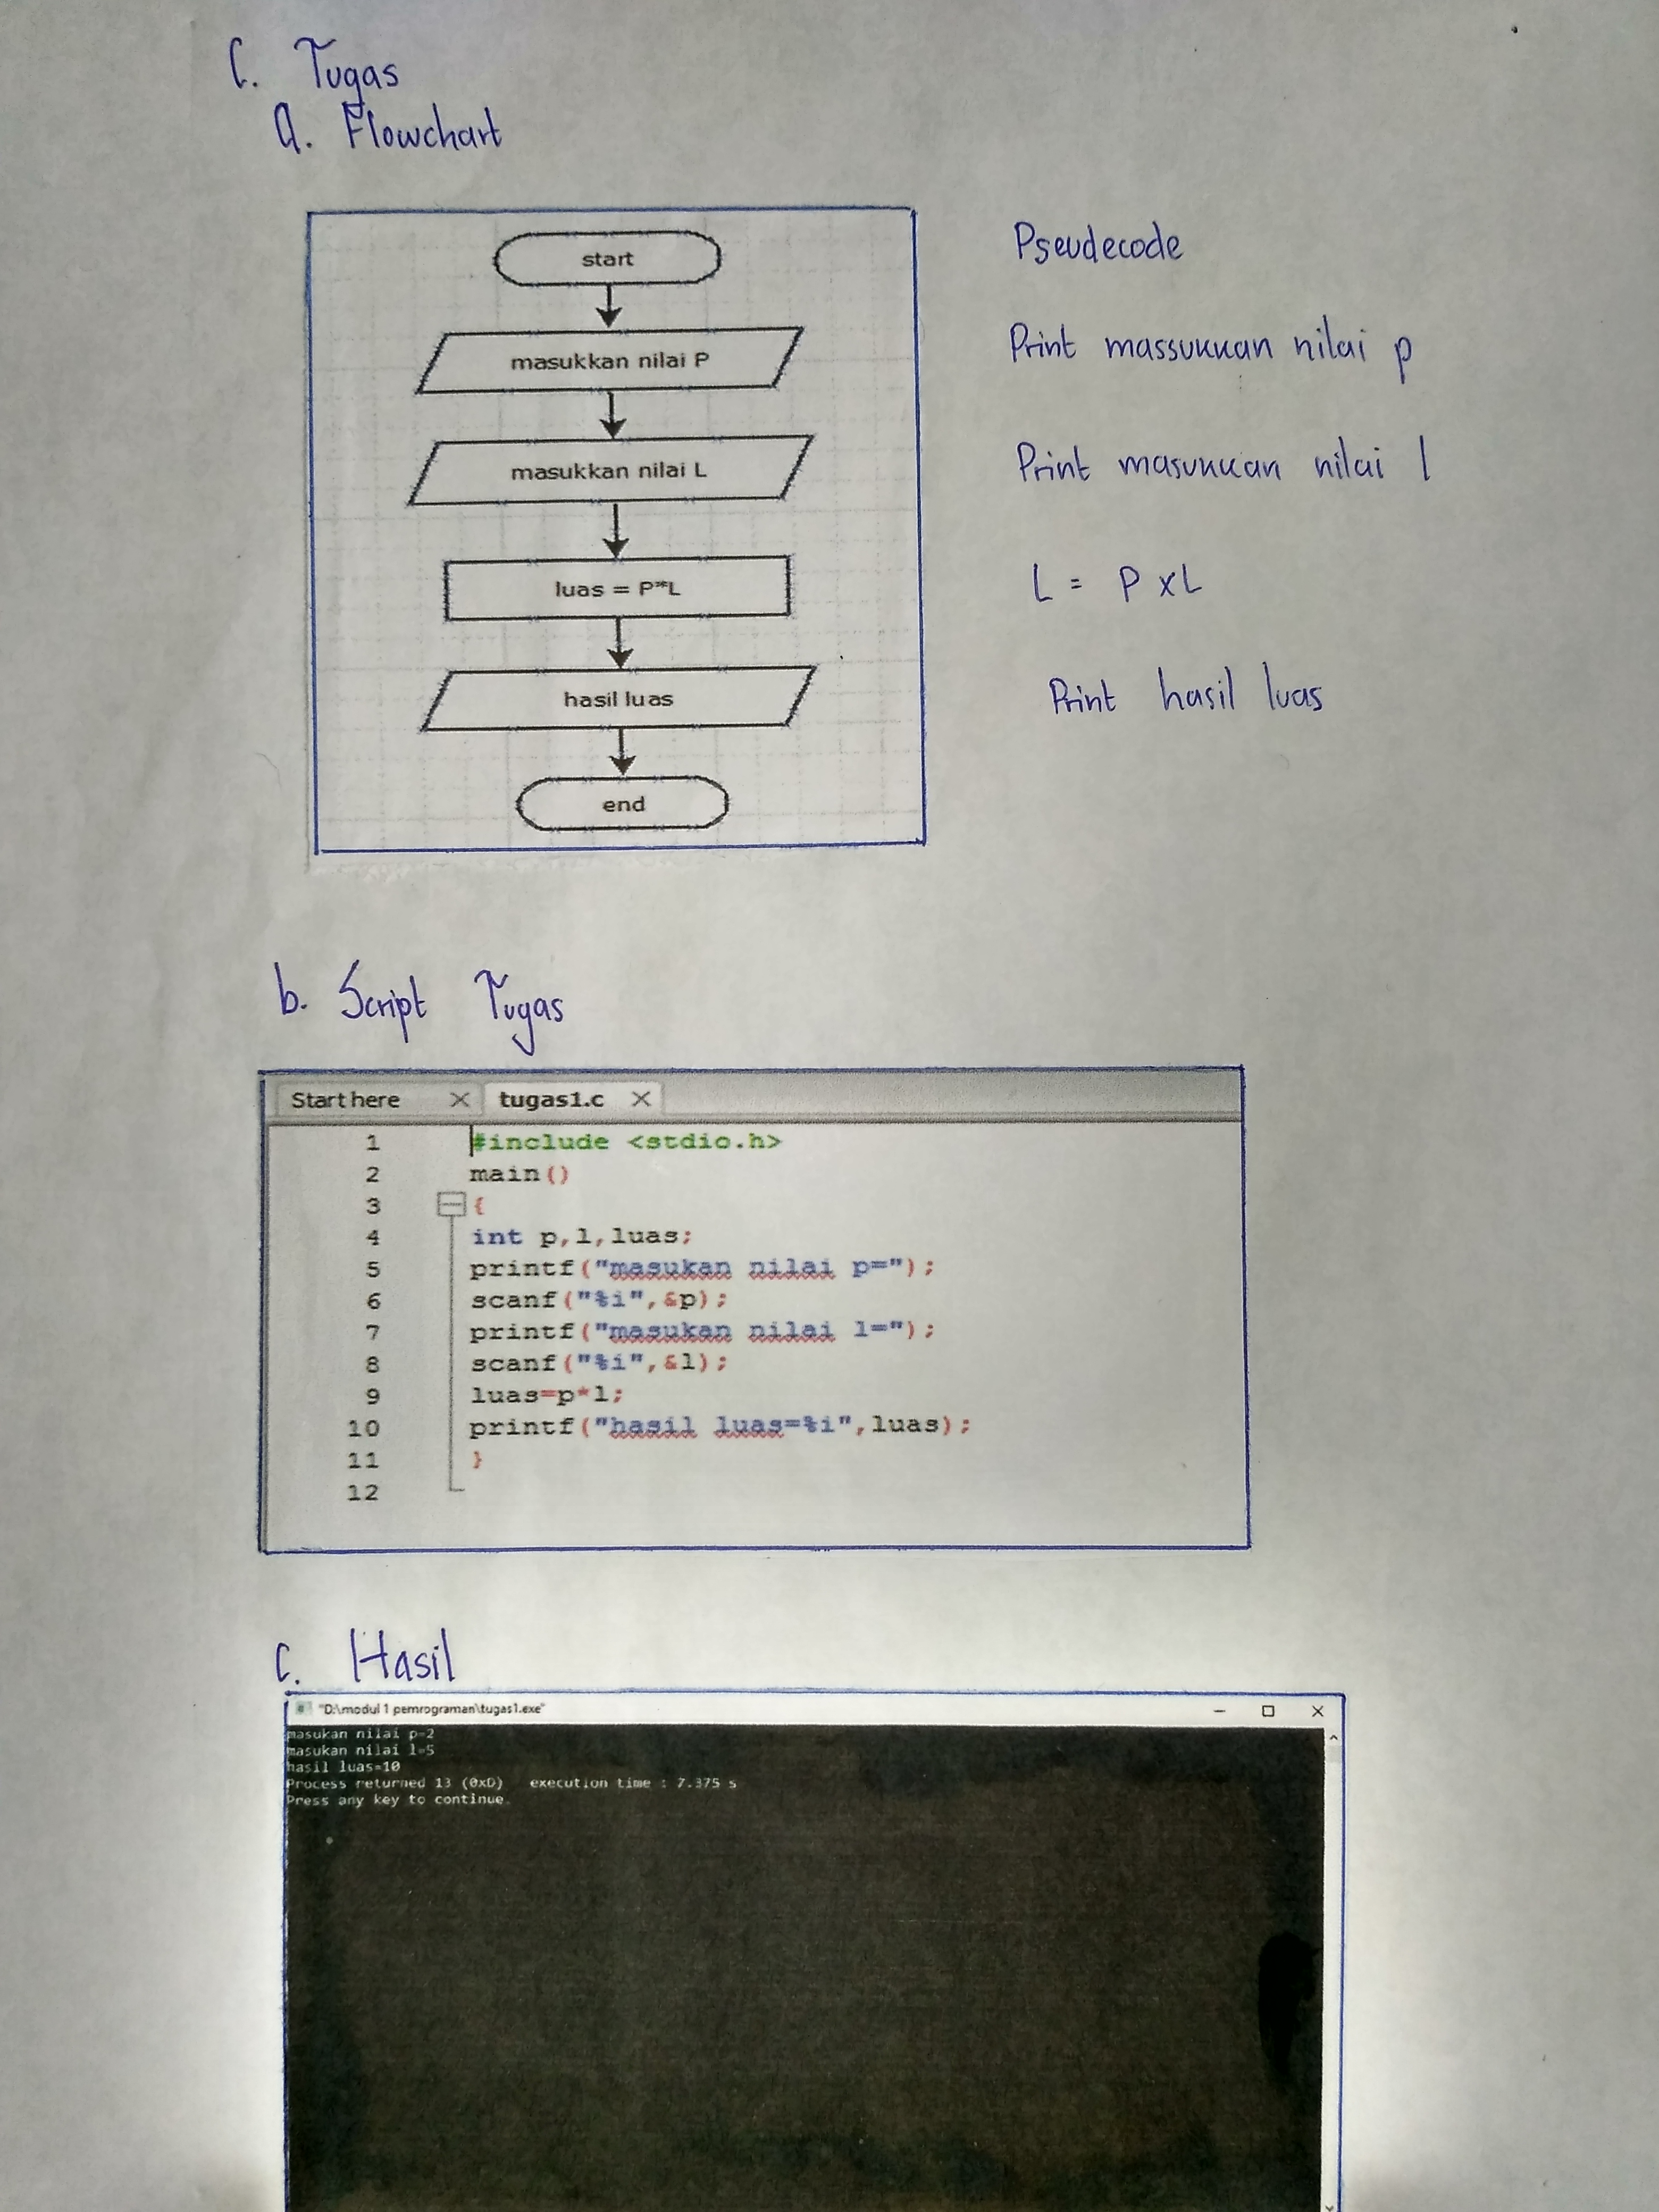 C. Tugas
a. Flowchart
start
masukkan nilai P
masukkan nilai L
luas = P*L
hasil luas
end
Pseudecode
Print massukkan nilai p
Print masukkan nilai l
L = P x L
Print hasil luas
b. Script Tugas
Start here tugas1.c
1 #include <stdio.h>
2 main()
3 {
4 int p,l,luas;
5 printf("masukan nilai p=");
6 scanf("%i",&p);
7 printf("masukan nilai l=");
8 scanf("%i",&l);
9 luas=p*l;
10 printf("hasil luas=%i",luas);
11 }
12
c. Hasil
"D:\modul 1 pemrograman\tugas1.exe"
masukan nilai p=2
masukan nilai l=5
hasil luas=10
Process returned 13 (0xD) execution time : 7.375 s
Press any key to continue.